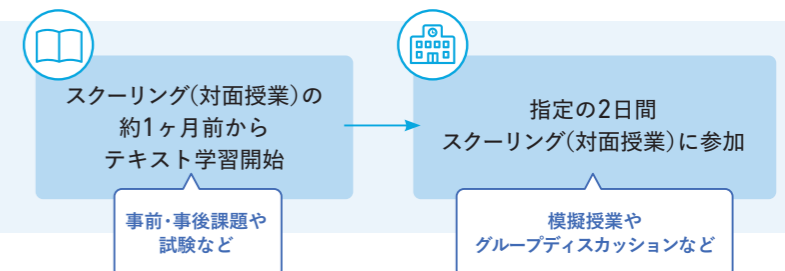 スクーリング(対面授業)の
約1ヶ月前から
テキスト学習開始
事前・事後課題や
試験など
指定の2日間
スクーリング(対面授業)に参加
模擬授業や
グループディスカッションなど